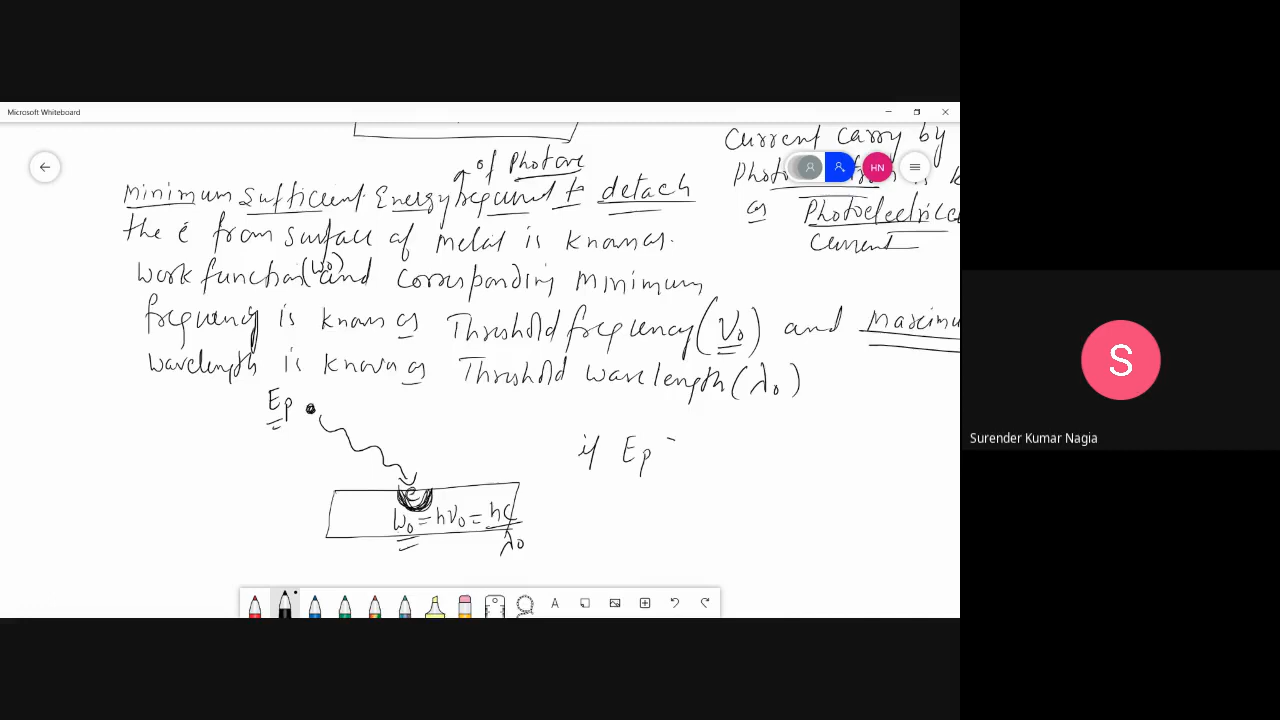 Microsoft Whiteboard
Current carry by
HN
as Photoelectric
Current
of Photon
Minimum Sufficient Energy required to detach
the e from surface of metal is known as
work function (W₀) and corresponding minimum
frequency is known as Threshold frequency (ν₀) and maximum
wavelength is known as Threshold wavelength (λ₀)
Ep
if Ep
W₀ = hν₀ = hc
λ₀
A
S
Surender Kumar Nagia